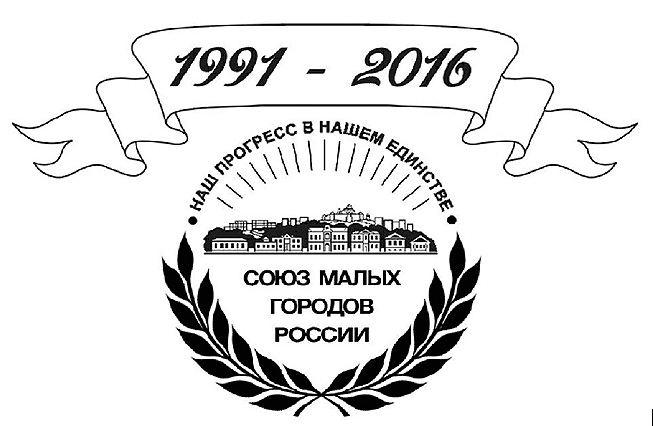 1991 - 2016
НАШ ПРОГРЕСС В НАШЕМ ЕДИНСТВЕ
СОЮЗ МАЛЫХ
ГОРОДОВ
РОССИИ